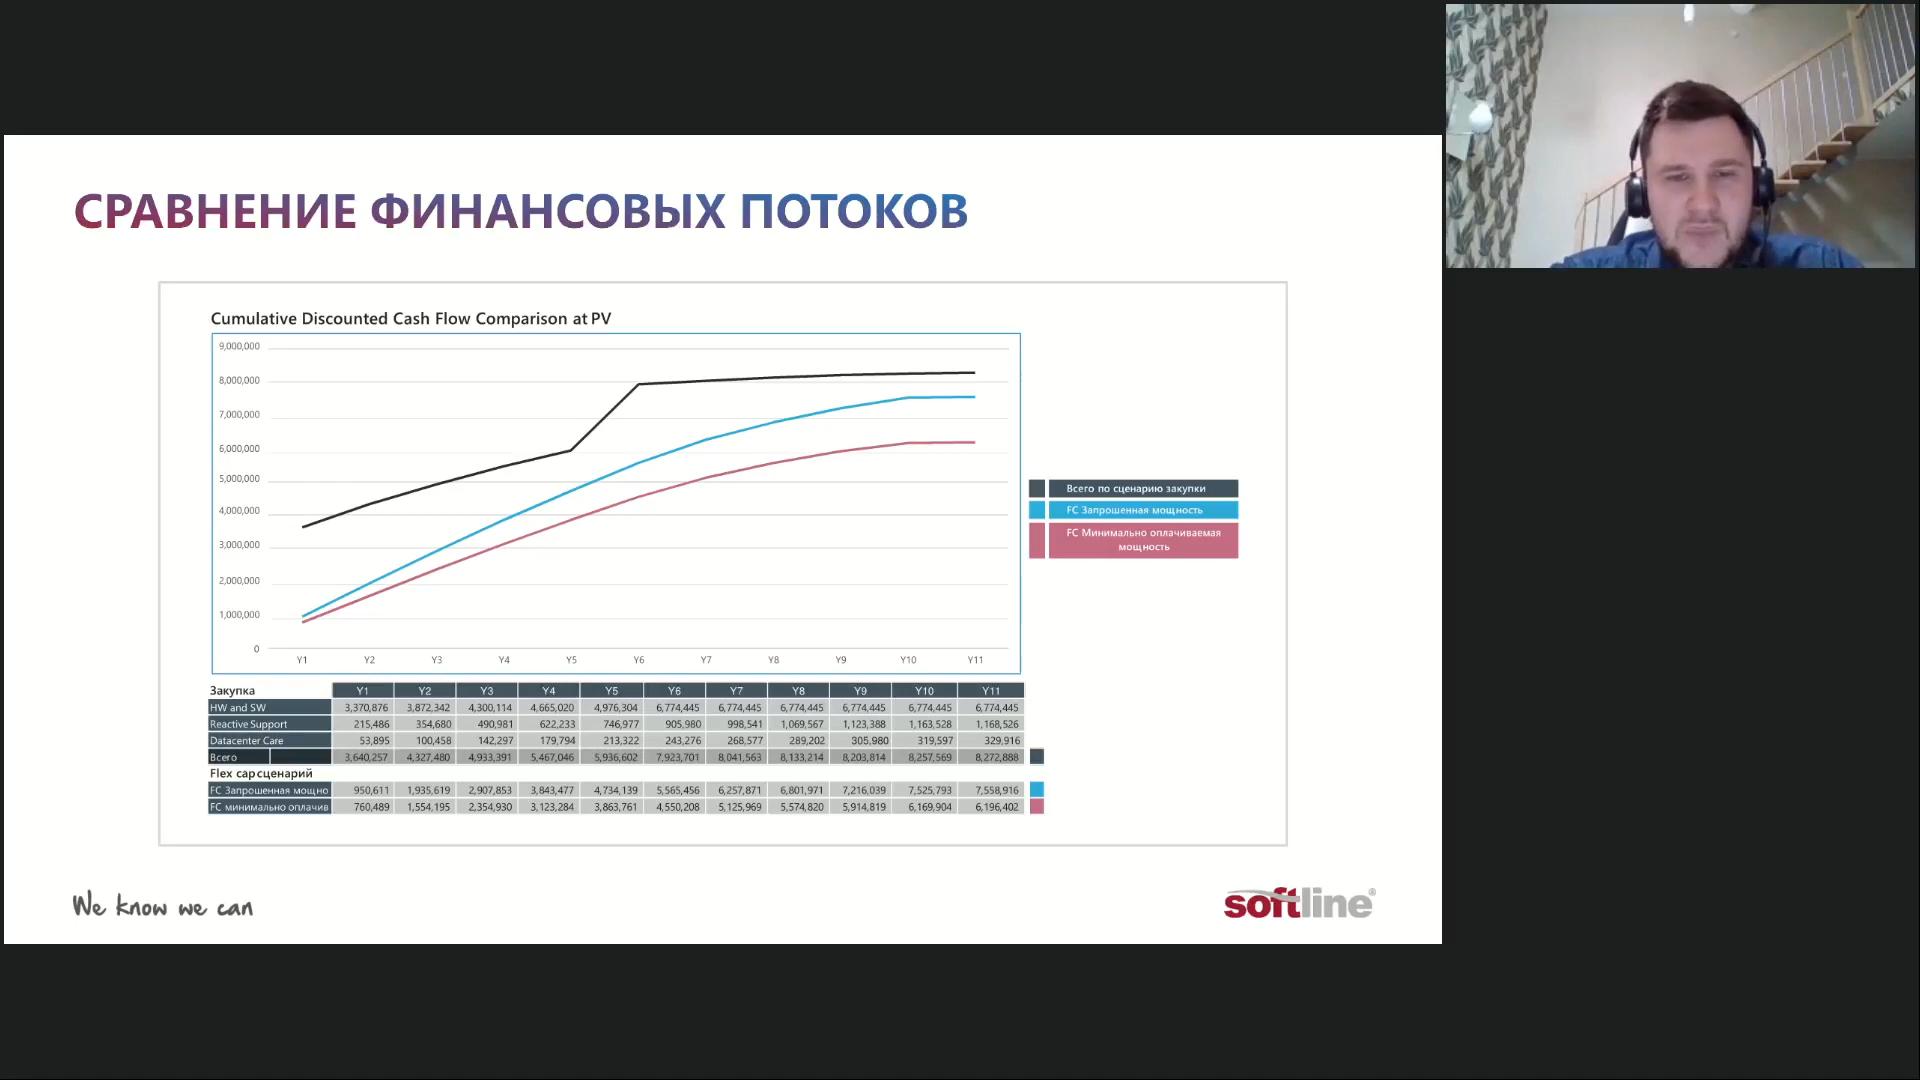 СРАВНЕНИЕ ФИНАНСОВЫХ ПОТОКОВ
Cumulative Discounted Cash Flow Comparison at PV
9,000,000
8,000,000
7,000,000
6,000,000
5,000,000
4,000,000
3,000,000
2,000,000
1,000,000
0
Y1 Y2 Y3 Y4 Y5 Y6 Y7 Y8 Y9 Y10 Y11
Всего по сценарию закупки
FC Запрошенная мощность
FC Минимально оплачиваемая
мощность
Закупка Y1 Y2 Y3 Y4 Y5 Y6 Y7 Y8 Y9 Y10 Y11
HW and SW 3,370,876 3,872,342 4,300,114 4,665,020 4,976,304 6,774,445 6,774,445 6,774,445 6,774,445 6,774,445 6,774,445
Reactive Support 215,486 354,680 490,981 622,233 746,977 905,980 998,541 1,069,567 1,123,388 1,163,528 1,168,526
Datacenter Care 53,895 100,458 142,297 179,794 213,322 243,276 268,577 289,202 305,980 319,597 329,916
Всего 3,640,257 4,327,480 4,933,391 5,467,046 5,936,602 7,923,701 8,041,563 8,133,214 8,203,814 8,257,569 8,272,888
Flex cap сценарий
FC Запрошенная мощно 950,611 1,935,619 2,907,853 3,843,477 4,734,139 5,565,456 6,257,871 6,801,971 7,216,039 7,525,793 7,558,916
FC минимально оплачив 760,489 1,554,195 2,354,930 3,123,284 3,863,761 4,550,208 5,125,969 5,574,820 5,914,819 6,169,904 6,196,402
We know we can
softline®